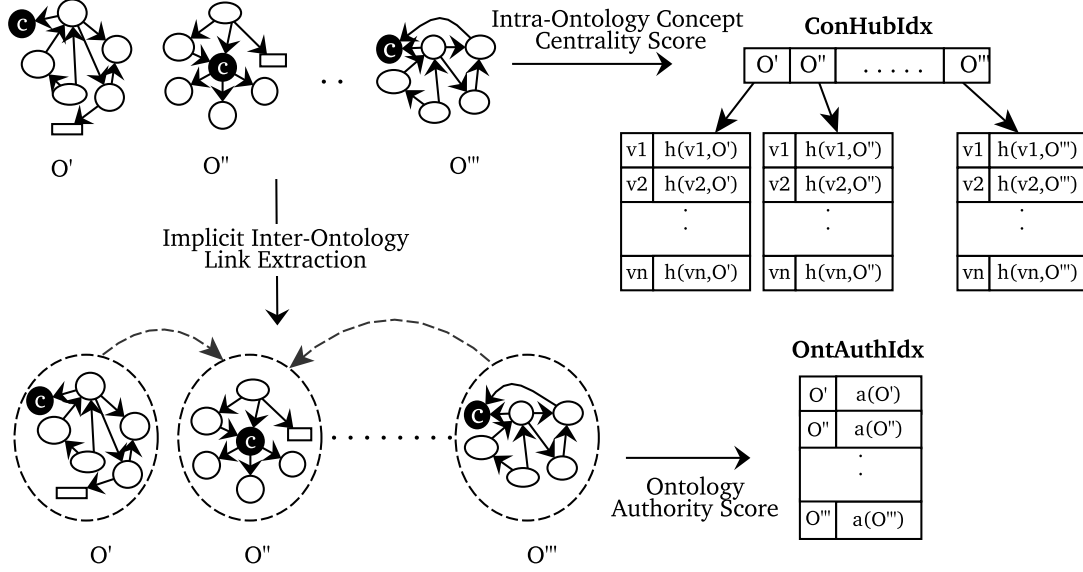 Intra-Ontology Concept
Centrality Score
ConHubIdx
C
C
C
. .
O' O'' . . . . . O'''
O' O'' O'''
v1 h(v1,O')
v2 h(v2,O')
:
vn h(vn,O')
v1 h(v1,O'')
v2 h(v2,O'')
:
vn h(vn,O'')
v1 h(v1,O''')
v2 h(v2,O''')
:
vn h(vn,O''')
Implicit Inter-Ontology
Link Extraction
C
C
C
. . . . . . . . .
O' O'' O'''
Ontology
Authority Score
OntAuthIdx
O' a(O')
O'' a(O'')
:
O''' a(O''')